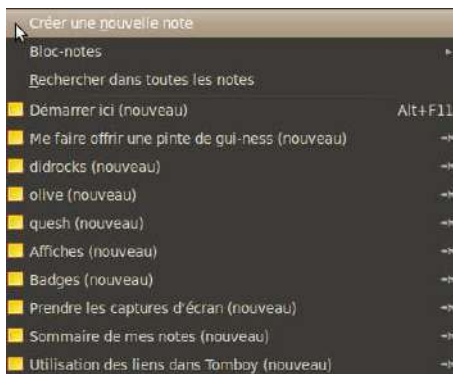 Créer une nouvelle note
Bloc-notes
Rechercher dans toutes les notes
Démarrer ici (nouveau) Alt+F11
Me faire offrir une pinte de gui-ness (nouveau)
didrocks (nouveau)
olive (nouveau)
quesh (nouveau)
Affiches (nouveau)
Badges (nouveau)
Prendre les captures d'écran (nouveau)
Sommaire de mes notes (nouveau)
Utilisation des liens dans Tomboy (nouveau)